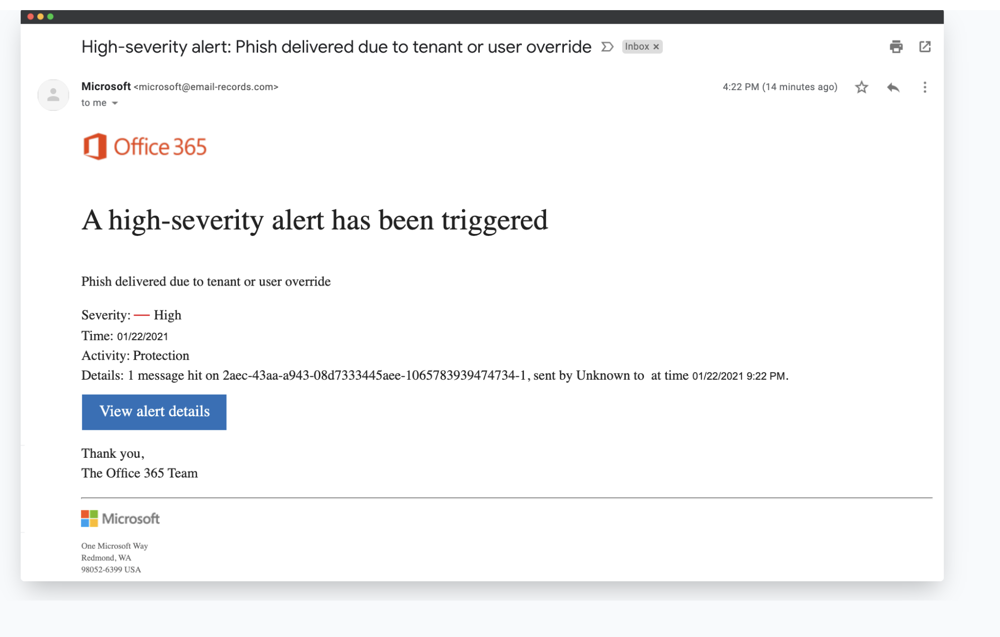 High-severity alert: Phish delivered due to tenant or user override Inbox ×
Microsoft <microsoft@email-records.com> 4:22 PM (14 minutes ago)
to me
Office 365
A high-severity alert has been triggered
Phish delivered due to tenant or user override
Severity: — High
Time: 01/22/2021
Activity: Protection
Details: 1 message hit on 2aec-43aa-a943-08d7333445aee-1065783939474734-1, sent by Unknown to  at time 01/22/2021 9:22 PM.
View alert details
Thank you,
The Office 365 Team
Microsoft
One Microsoft Way
Redmond, WA
98052-6399 USA